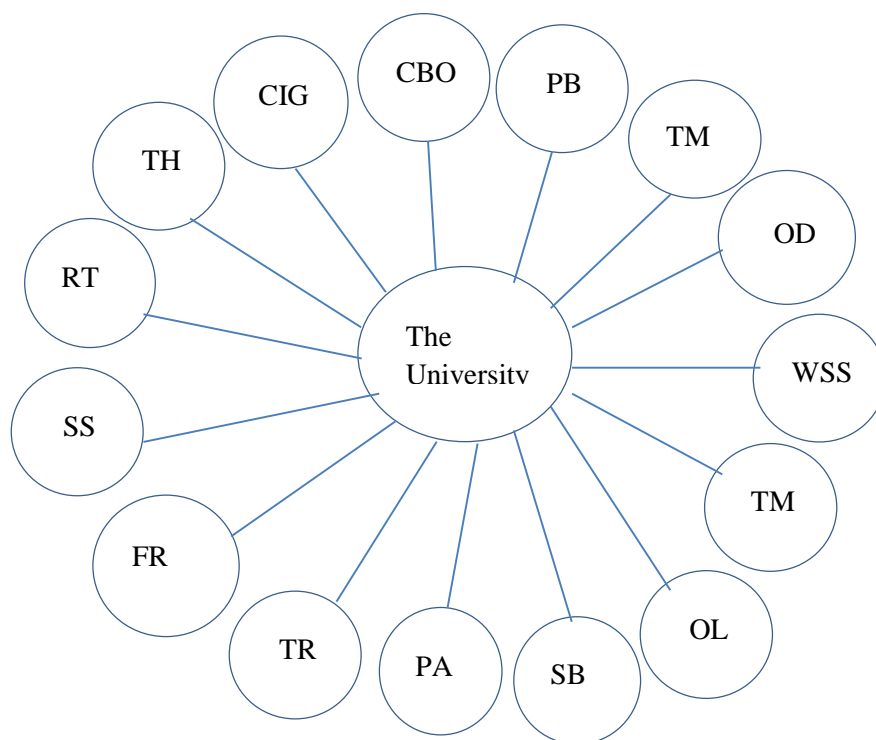 CBO
PB
CIG
TM
TH
OD
RT
The
University
WSS
SS
TM
FR
OL
TR
PA
SB